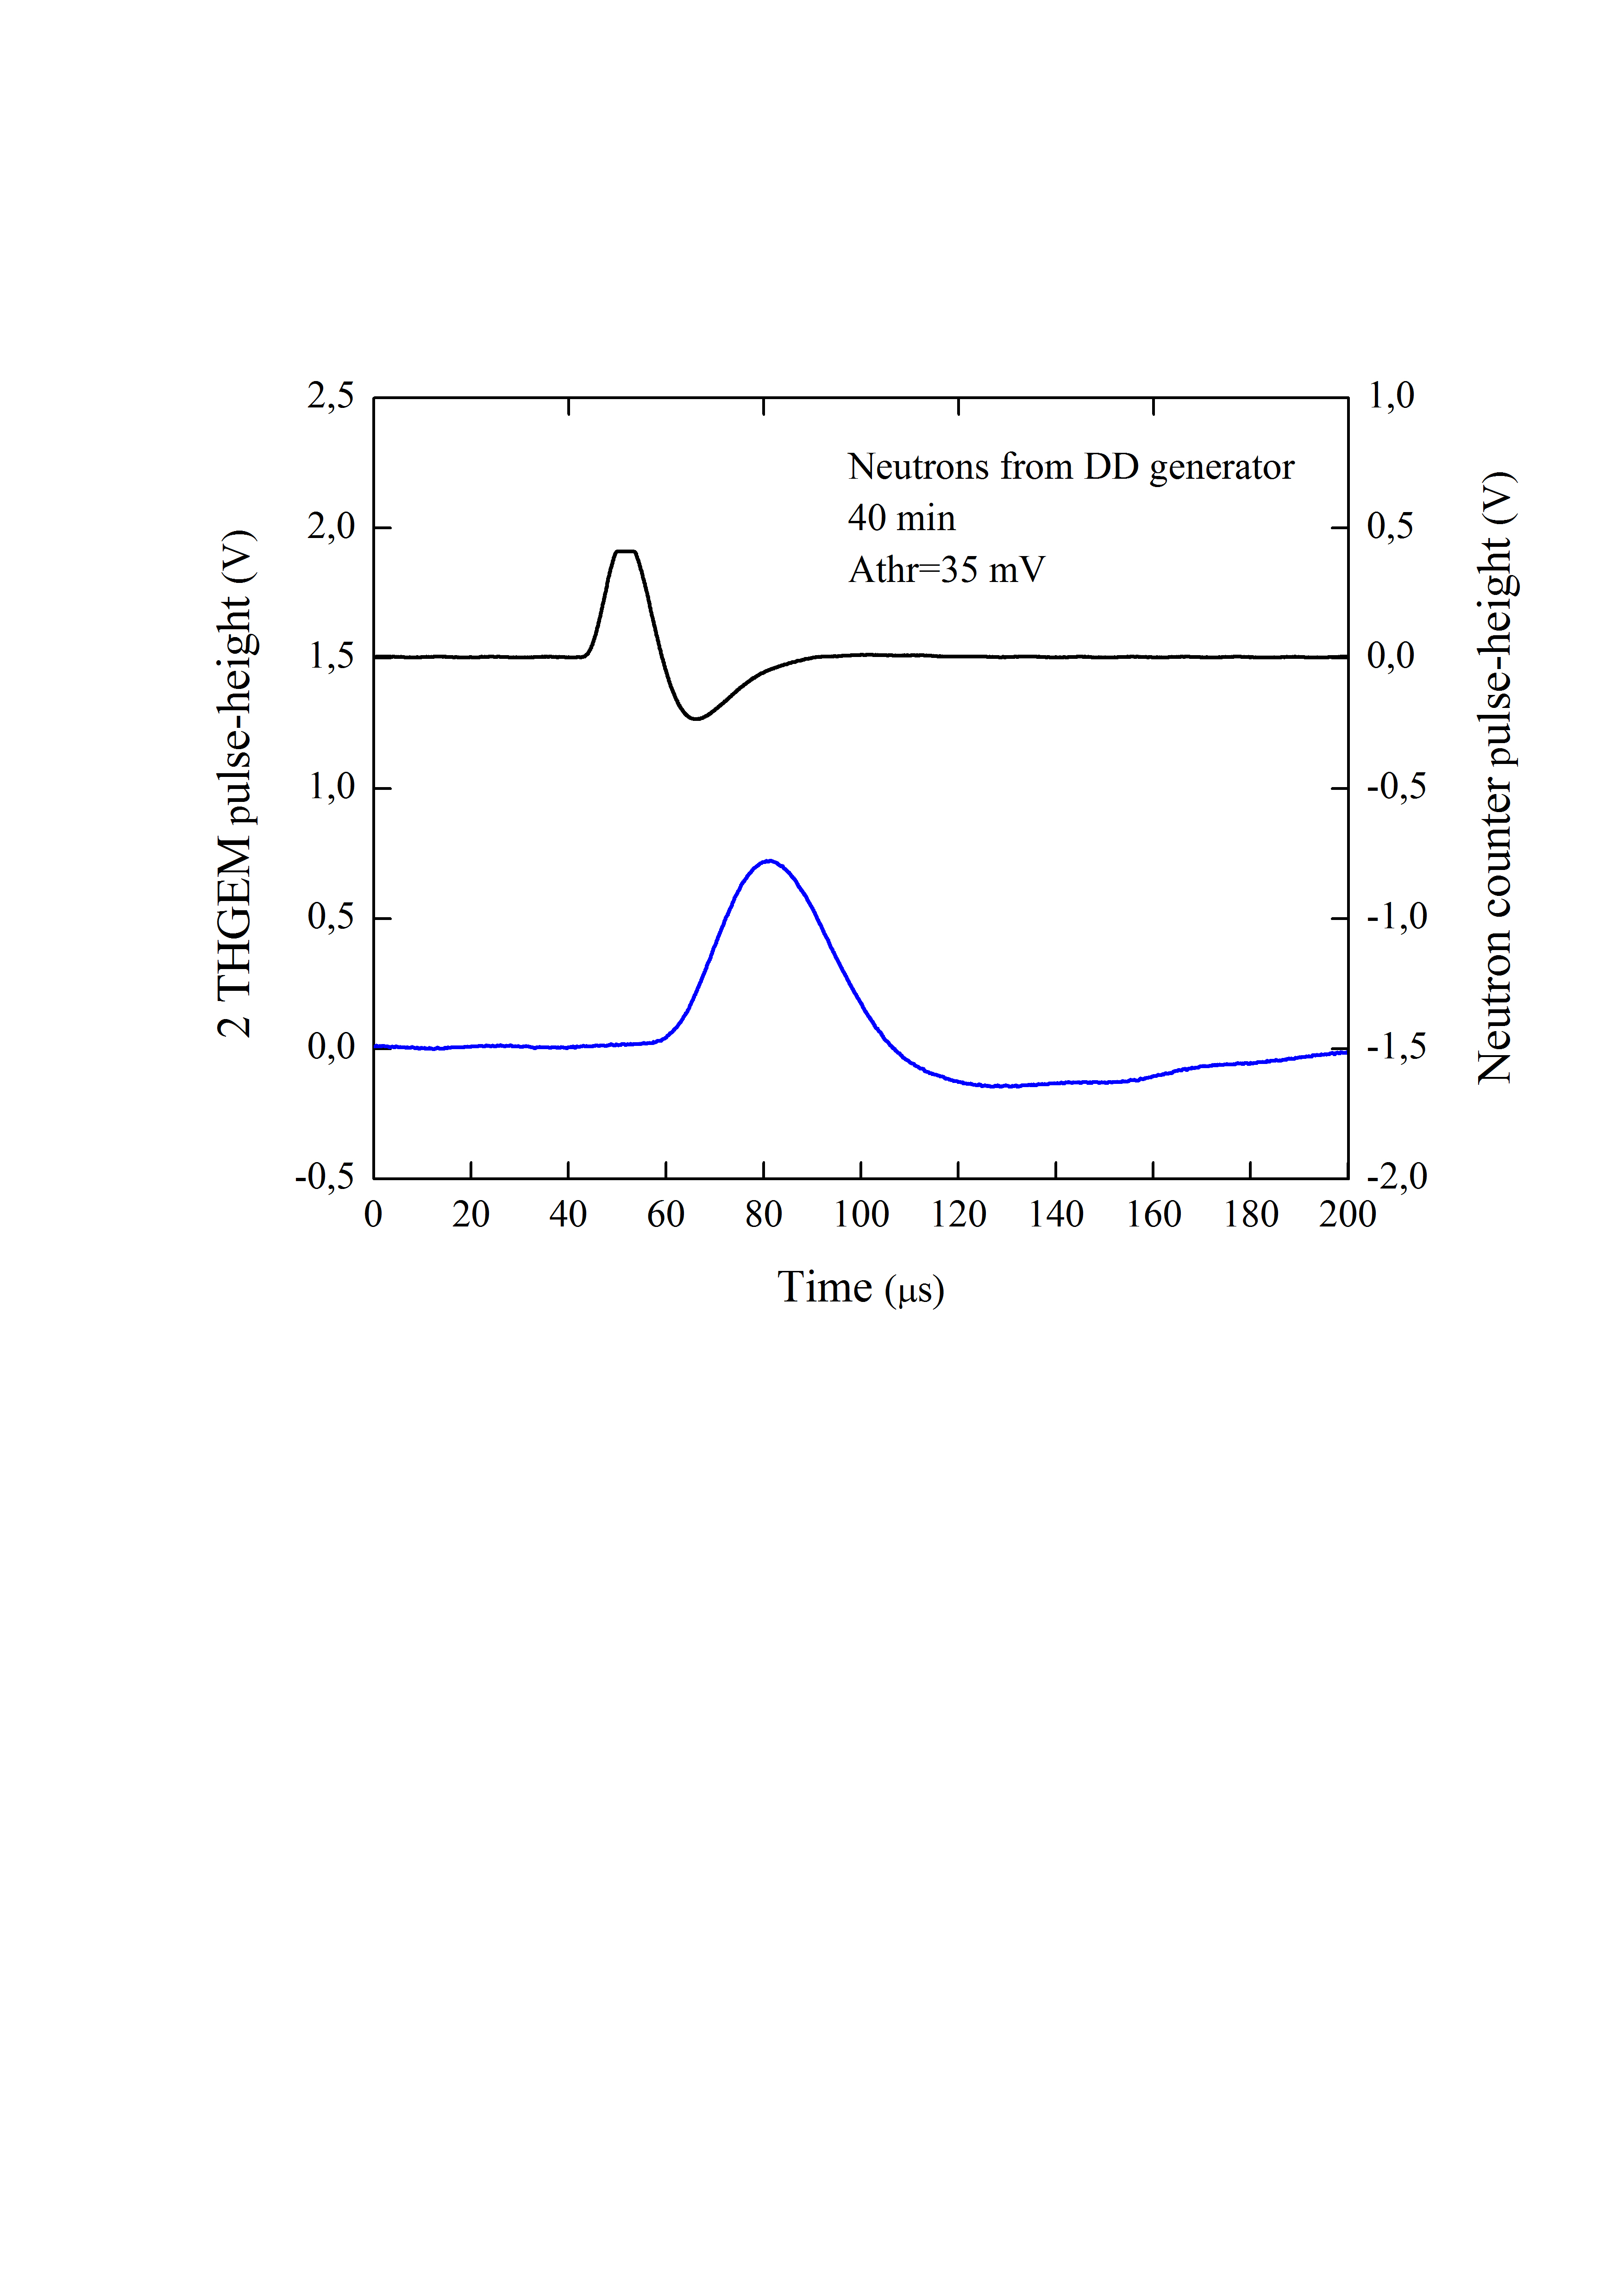 2,5
2,0
1,5
1,0
0,5
0,0
-0,5
2 THGEM pulse-height (V)
Neutrons from DD generator
40 min
Athr=35 mV
1,0
0,5
0,0
-0,5
-1,0
-1,5
-2,0
Neutron counter pulse-height (V)
0 20 40 60 80 100 120 140 160 180 200
Time (μs)